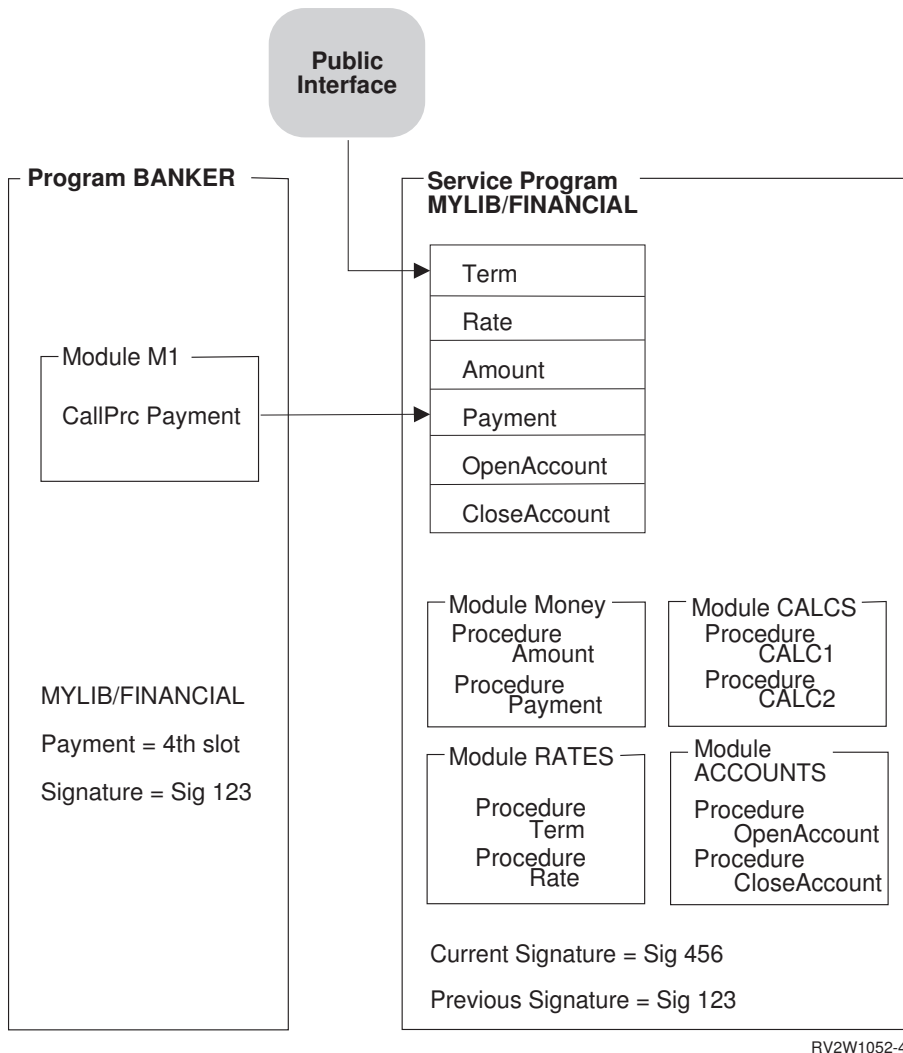 Public
Interface
Program BANKER
Module M1
CallPrc Payment
MYLIB/FINANCIAL
Payment = 4th slot
Signature = Sig 123
Service Program
MYLIB/FINANCIAL
Term
Rate
Amount
Payment
OpenAccount
CloseAccount
Module Money
Procedure
Amount
Procedure
Payment
Module CALCS
Procedure
CALC1
Procedure
CALC2
Module RATES
Procedure
Term
Procedure
Rate
Module
ACCOUNTS
Procedure
OpenAccount
Procedure
CloseAccount
Current Signature = Sig 456
Previous Signature = Sig 123
RV2W1052-4